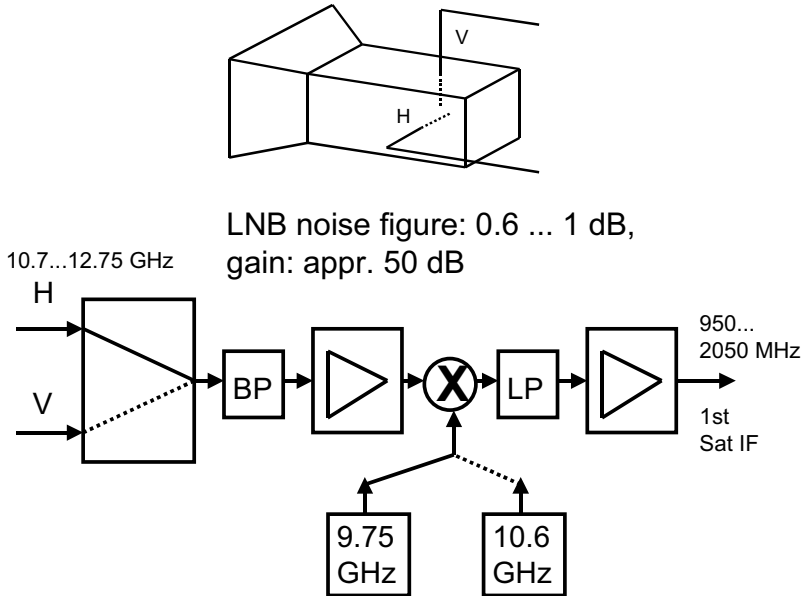 V
H
LNB noise figure: 0.6 ... 1 dB,
gain: appr. 50 dB
10.7...12.75 GHz
H
V
BP
X
LP
950...
2050 MHz
1st
Sat IF
9.75
GHz
10.6
GHz